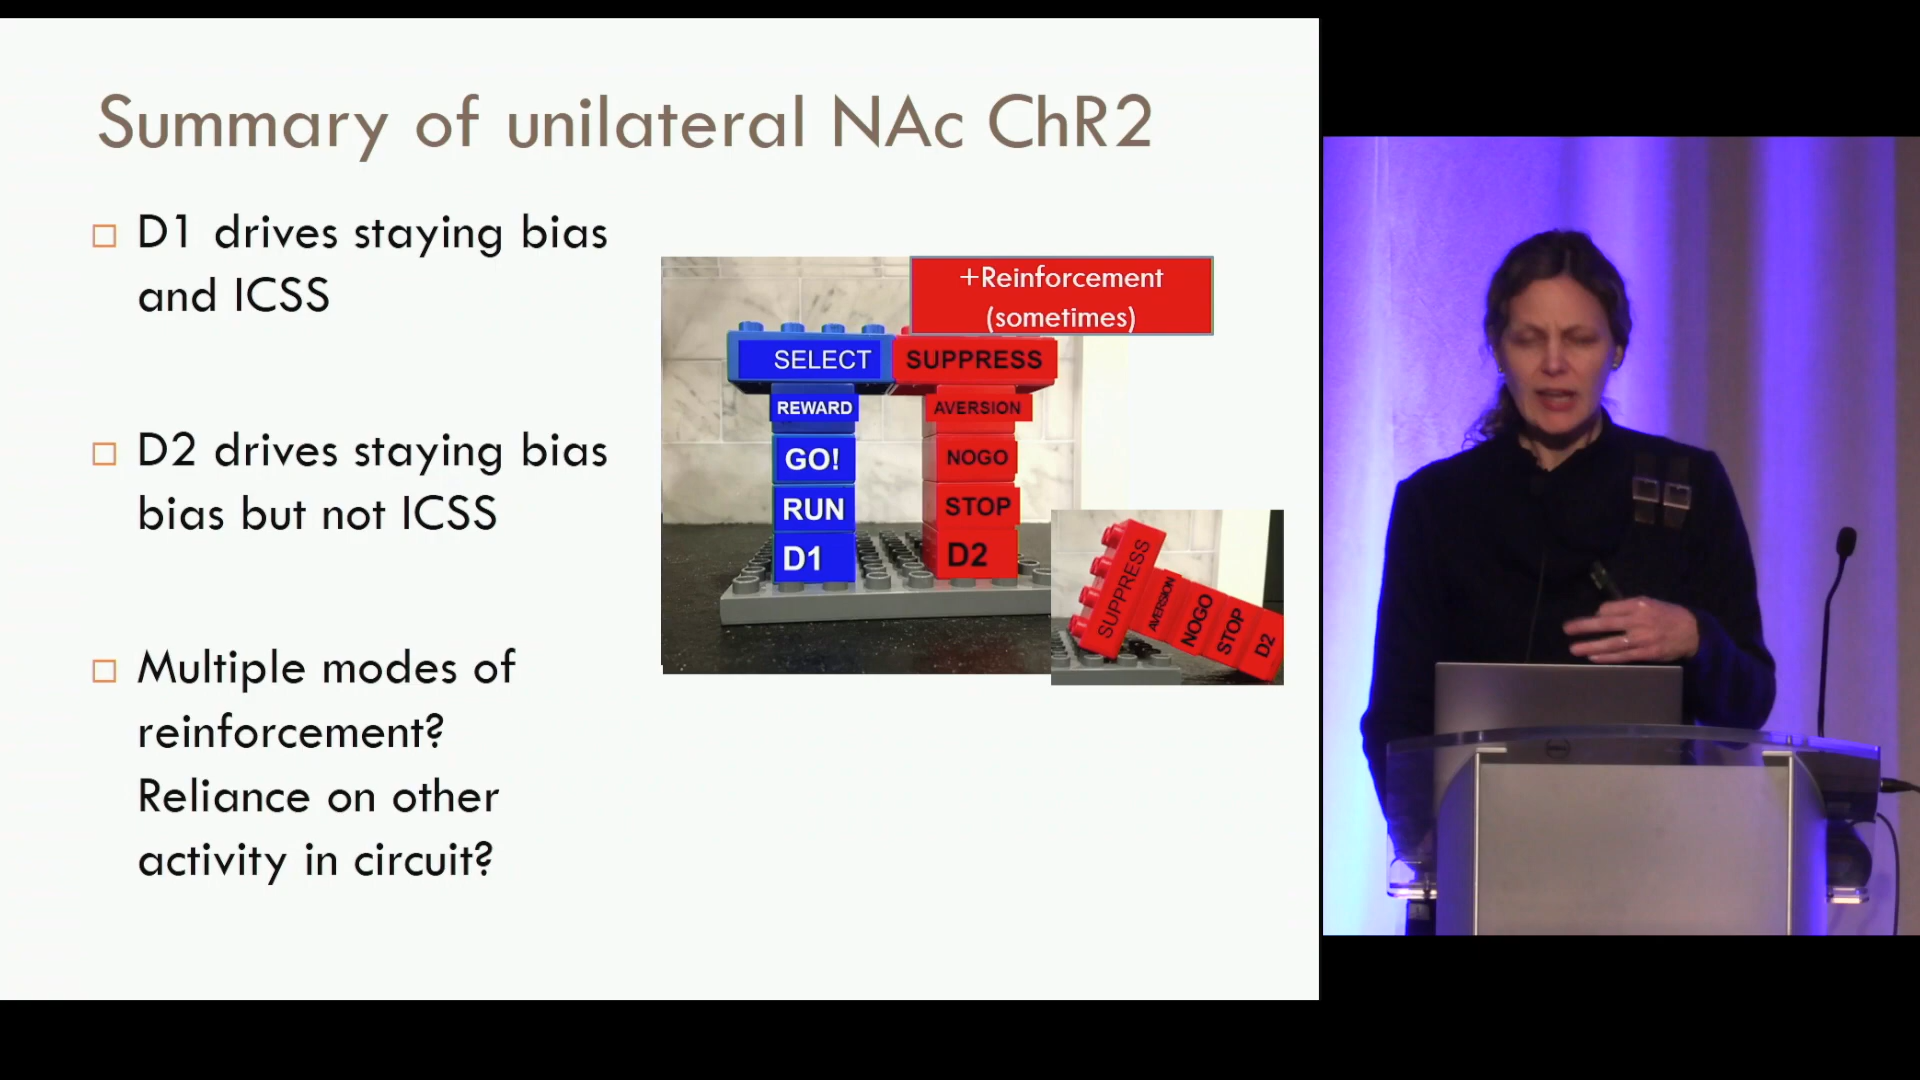 Summary of unilateral NAc ChR2
D1 drives staying bias
and ICSS
D2 drives staying bias
bias but not ICSS
Multiple modes of
reinforcement?
Reliance on other
activity in circuit?
+Reinforcement
(sometimes)
SELECT
REWARD
GO!
RUN
D1
SUPPRESS
AVERSION
NOGO
STOP
D2
SUPPRESS
AVERSION
NOGO
STOP
D2